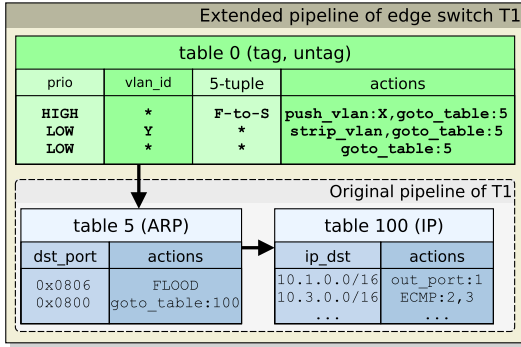 Extended pipeline of edge switch T1
table 0 (tag, untag)
prio vlan_id 5-tuple actions
HIGH * F-to-S push_vlan:X,goto_table:5
LOW Y * strip_vlan,goto_table:5
LOW * * goto_table:5
Original pipeline of T1
table 5 (ARP)
dst_port actions
0x0806 FLOOD
0x0800 goto_table:100
table 100 (IP)
ip_dst actions
10.1.0.0/16 out_port:1
10.3.0.0/16 ECMP:2,3
... ...